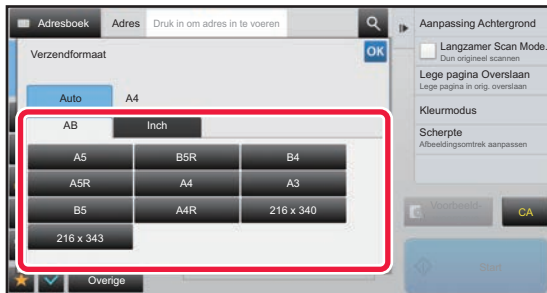 Adresboek Adres Druk in om adres in te voeren
Verzendformaat OK
Auto A4
AB Inch
A5 B5R B4
A5R A4 A3
B5 A4R 216 x 340
216 x 343
Overige
Aanpassing Achtergrond
Langzamer Scan Mode.
Dun origineel scannen
Lege pagina Overslaan
Lege pagina in orig. overslaan
Kleurmodus
Scherpte
Afbeeldingsomtrek aanpassen
Voorbeeld- CA
Start